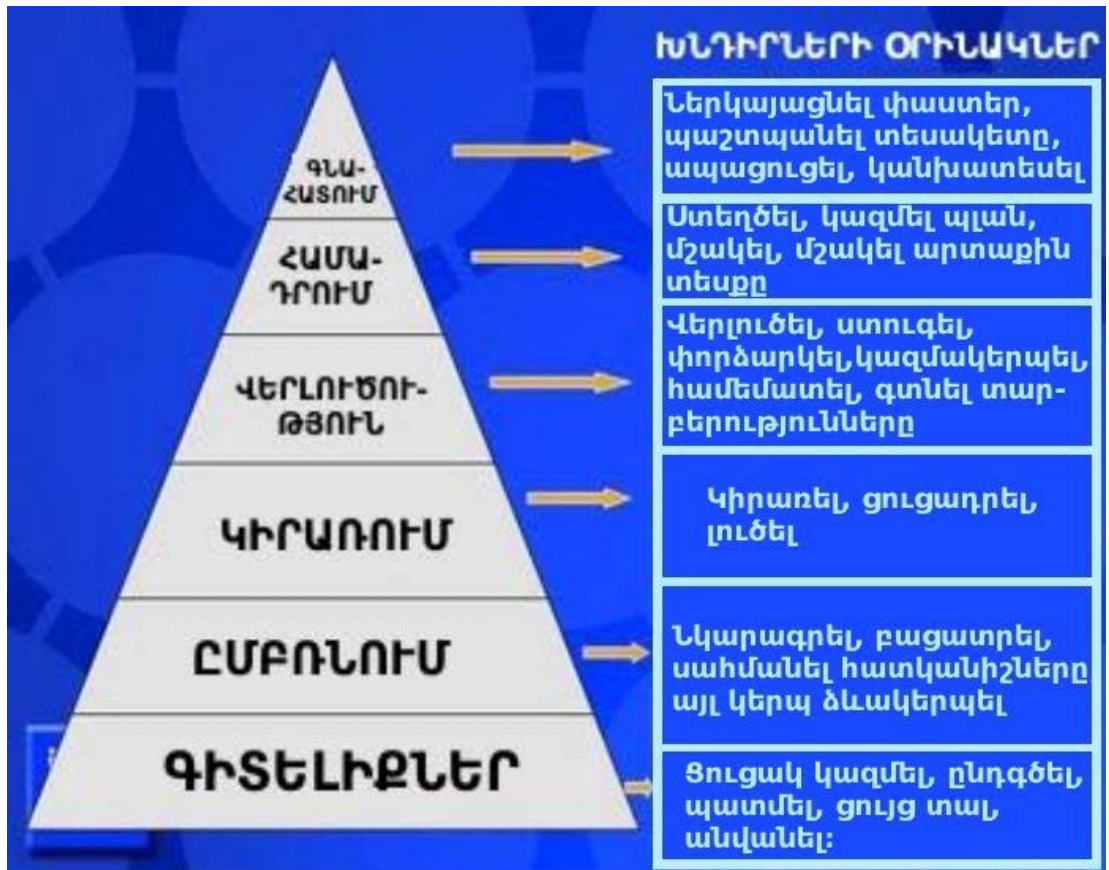 ԽՆԴԻՐՆԵՐԻ ՕՐԻՆԱԿՆԵՐ
ԳՆԱ-
ՀԱՏՈՒՄ
Ներկայացնել փաստեր,
պաշտպանել տեսակետը,
ապացուցել, կանխատեսել
ՀԱՄԱ-
ԴՐՈՒՄ
Ստեղծել, կազմել պլան,
մշակել, մշակել արտաքին
տեսքը
ՎԵՐԼՈՒԾՈՒ-
ԹՅՈՒՆ
Վերլուծել, ստուգել,
փորձարկել,կազմակերպել,
համեմատել, գտնել տար-
բերությունները
ԿԻՐԱՌՈՒՄ
Կիրառել, ցուցադրել,
լուծել
ԸՄԲՌՆՈՒՄ
Նկարագրել, բացատրել,
սահմանել հատկանիշները
այլ կերպ ձևակերպել
ԳԻՏԵԼԻՔՆԵՐ
Ցուցակ կազմել, ընդգծել,
պատմել, ցույց տալ,
անվանել: